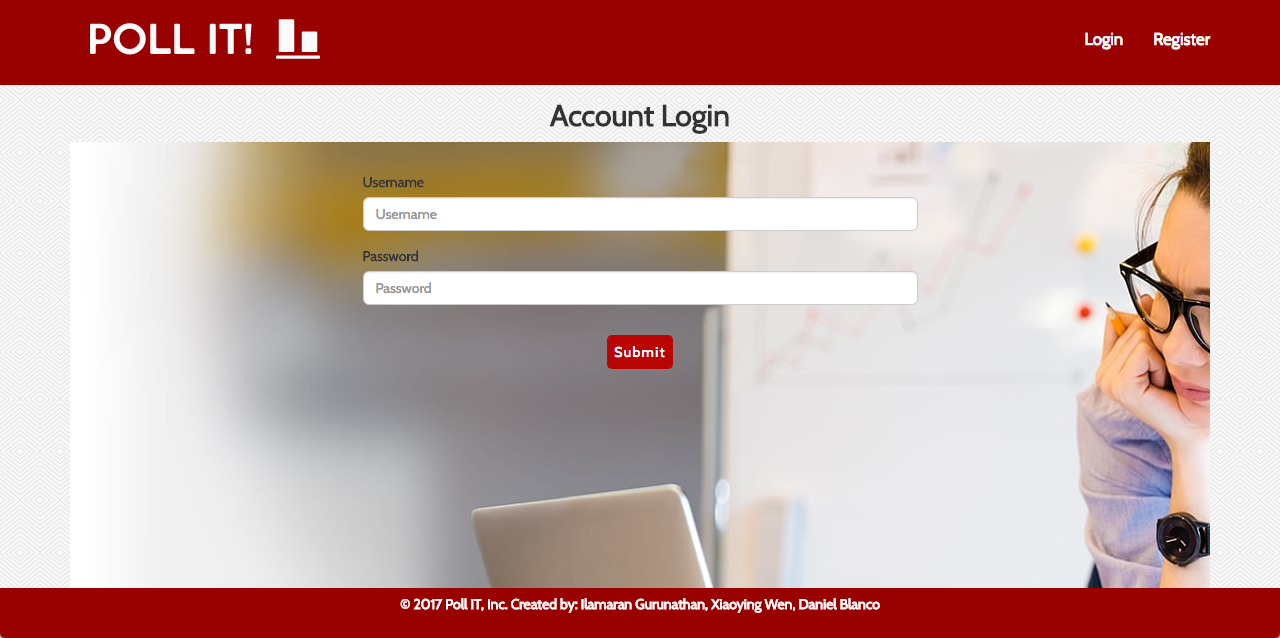 POLL IT!
Login
Register
Account Login
Username
Username
Password
Password
Submit
© 2017 Poll IT, Inc. Created by: Ilamaran Gurunathan, Xiaoying Wen, Daniel Blanco